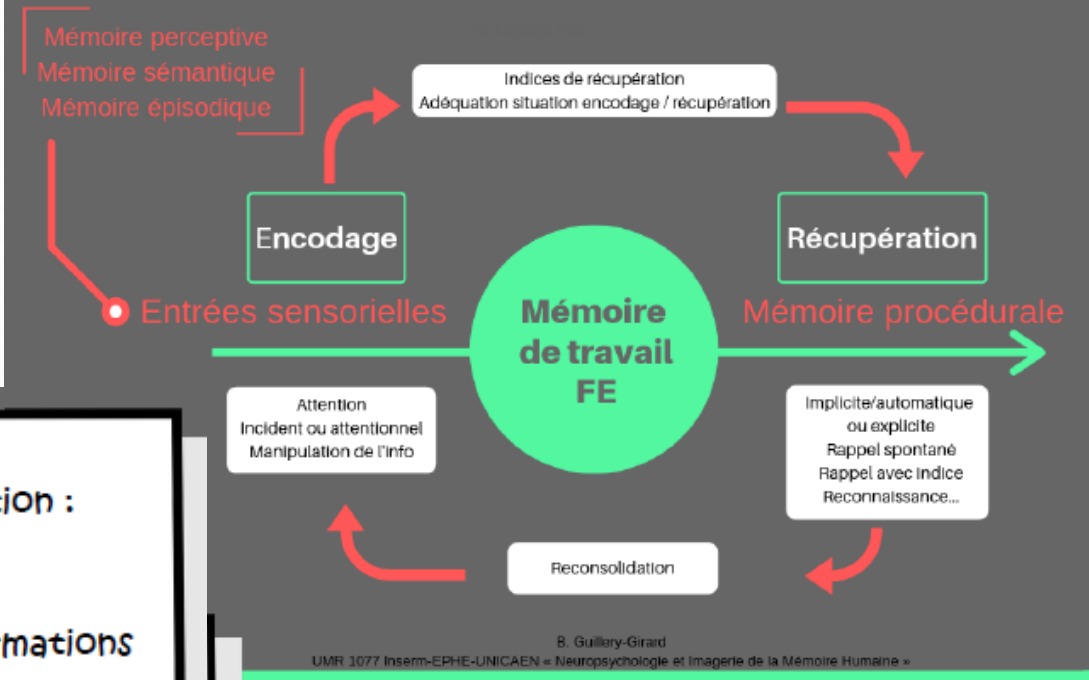 Mémoire perceptive
Mémoire sémantique
Mémoire épisodique
Indices de récupération
Adéquation situation encodage / récupération
Encodage
Récupération
Entrées sensorielles
Mémoire
de travail
FE
Mémoire procédurale
Attention
Incident ou attentionnel
Manipulation de l'info
Implicite/automatique
ou explicite
Rappel spontané
Rappel avec indice
Reconnaissance...
Reconsolidation
tion :
mations
B. Guillery-Girard
UMR 1077 Inserm-EPHE-UNICAEN « Neuropsychologie et Imagerie de la Mémoire Humaine »